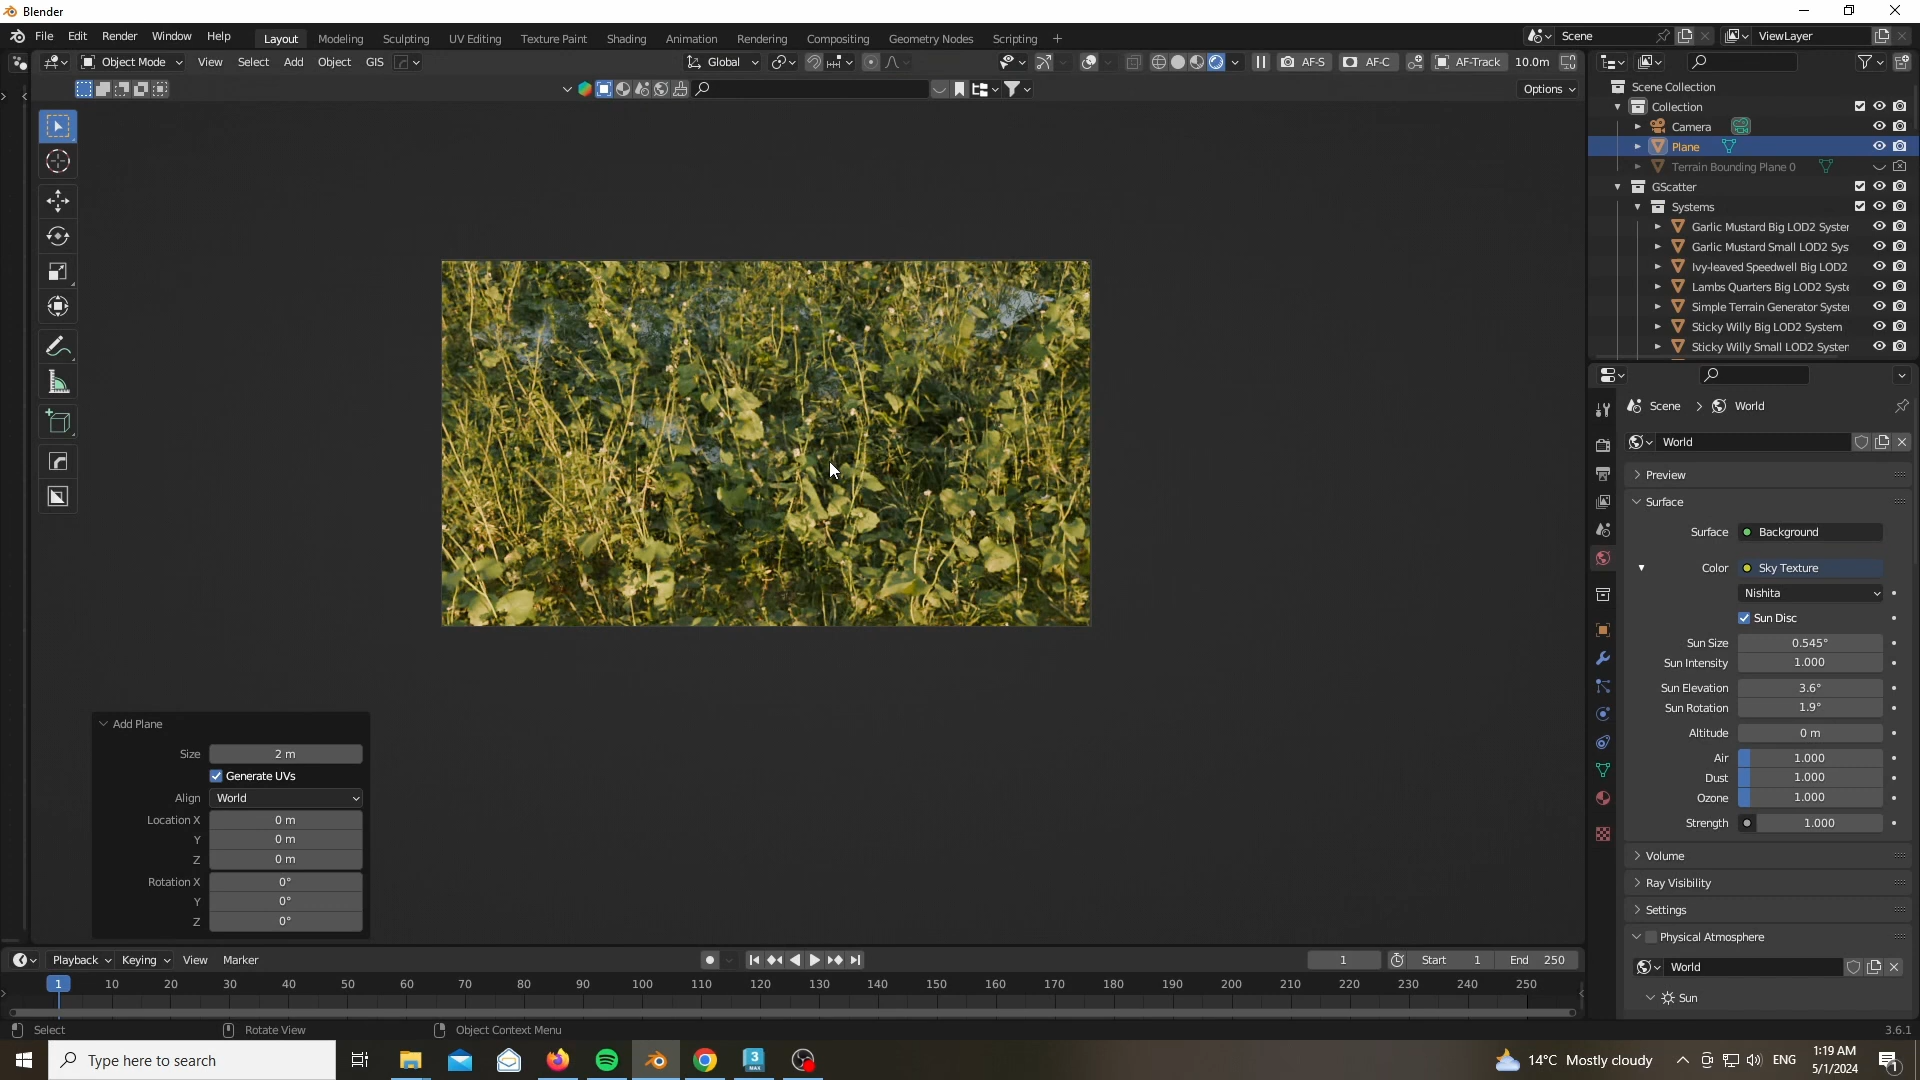 Blender
File Edit Render Window Help Layout Modeling Sculpting UV Editing Texture Paint Shading Animation Rendering Compositing Geometry Nodes Scripting + Scene ViewLayer
Object Mode View Select Add Object GIS Global AF-S AF-C AF-Track 10.0m
Options
Scene Collection
Collection
Camera
Plane
Terrain Bounding Plane 0
GScatter
Systems
Garlic Mustard Big LOD2 System
Garlic Mustard Small LOD2 Sys
Ivy-leaved Speedwell Big LOD2
Lambs Quarters Big LOD2 Syste
Simple Terrain Generator System
Sticky Willy Big LOD2 System
Sticky Willy Small LOD2 System
Scene > World
World
Preview
Surface
Surface Background
Color Sky Texture
Nishita
Sun Disc
Sun Size 0.545°
Sun Intensity 1.000
Sun Elevation 3.6°
Sun Rotation 1.9°
Altitude 0 m
Air 1.000
Dust 1.000
Ozone 1.000
Strength 1.000
Volume
Ray Visibility
Settings
Physical Atmosphere
World
Sun
Add Plane
Size 2 m
Generate UVs
Align World
Location X 0 m
Y 0 m
Z 0 m
Rotation X 0°
Y 0°
Z 0°
Playback Keying View Marker 1 Start 1 End 250
1 10 20 30 40 50 60 70 80 90 100 110 120 130 140 150 160 170 180 190 200 210 220 230 240 250
Select Rotate View Object Context Menu 3.6.1
Type here to search 3 MAX 14°C Mostly cloudy ENG 1:19 AM
5/1/2024 1